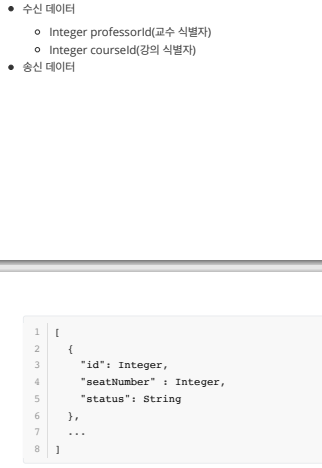 수신 데이터
Integer professorId(교수 식별자)
Integer courseId(강의 식별자)
송신 데이터
1 [
2 {
3 "id": Integer,
4 "seatNumber" : Integer,
5 "status": String
6 },
7 ...
8 ]